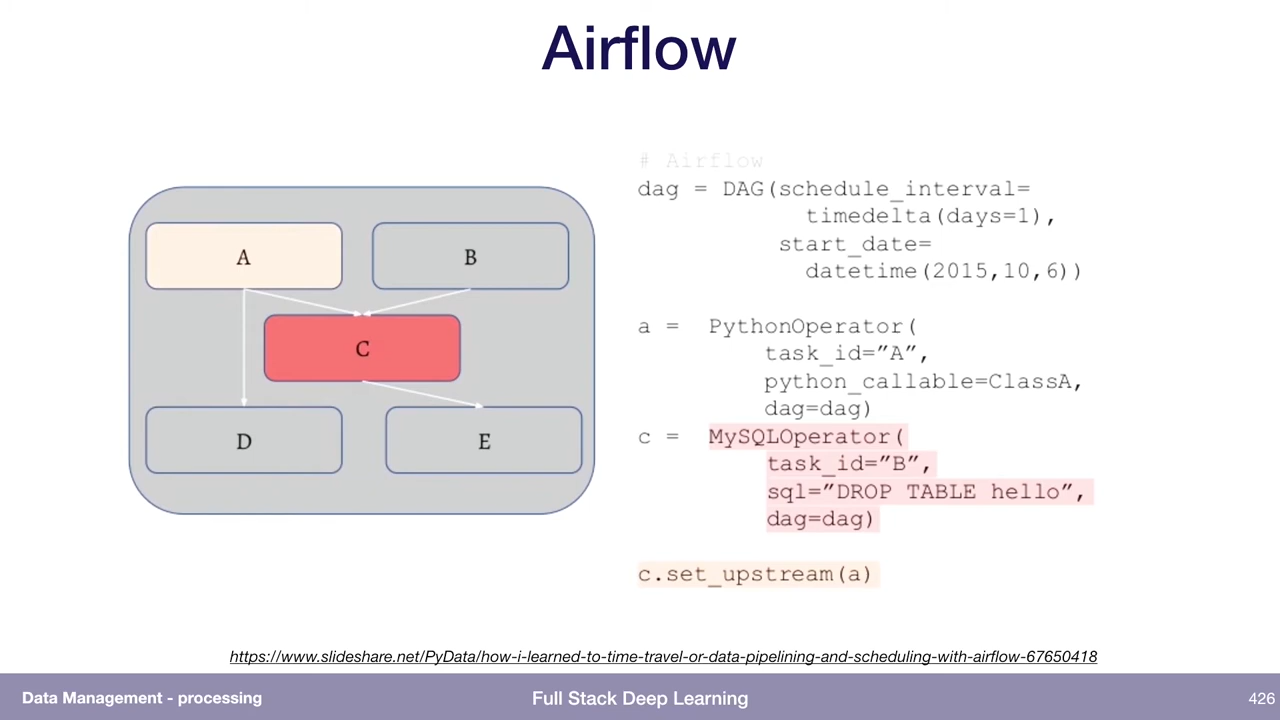 Airflow
A
B
C
D
E
# Airflow
dag = DAG(schedule_interval=
timedelta(days=1),
start_date=
datetime(2015,10,6))
a = PythonOperator(
task_id=”A”,
python_callable=ClassA,
dag=dag)
c = MySQLOperator(
task_id=”B”,
sql=”DROP TABLE hello”,
dag=dag)
c.set_upstream(a)
https://www.slideshare.net/PyData/how-i-learned-to-time-travel-or-data-pipelining-and-scheduling-with-airflow-67650418
Data Management - processing
Full Stack Deep Learning
426